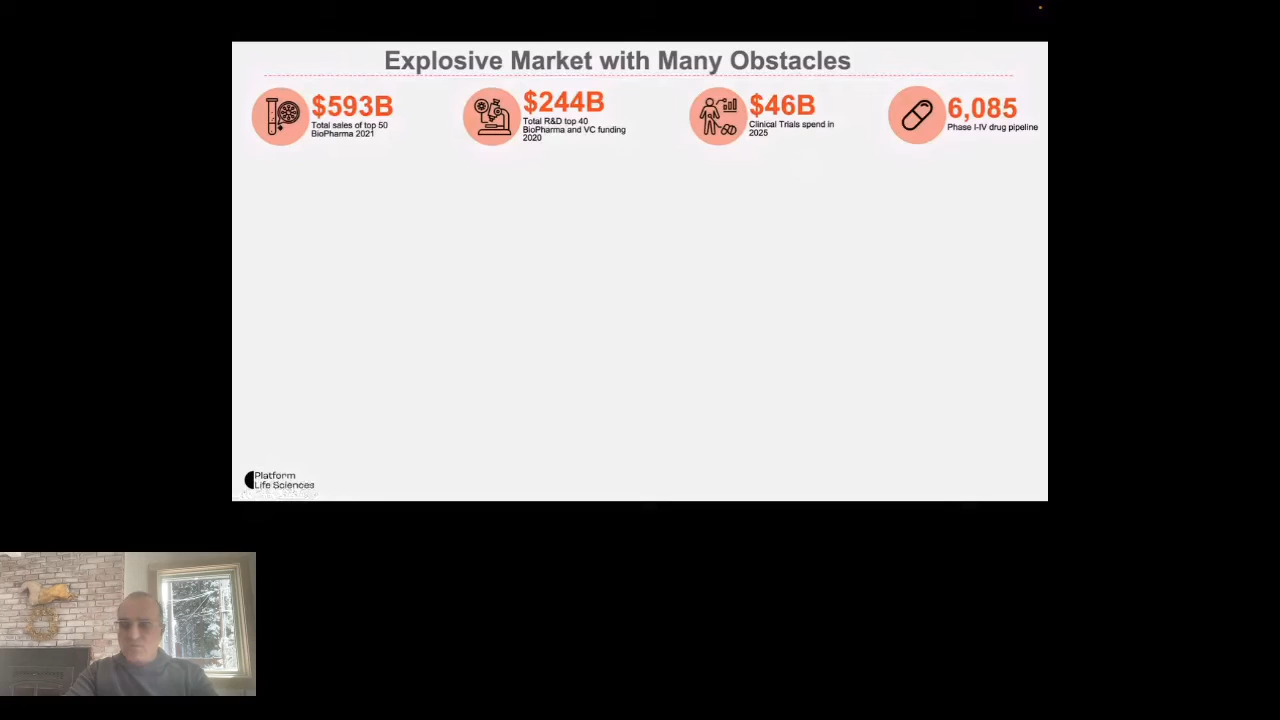 Explosive Market with Many Obstacles
$593B
Total sales of top 50
BioPharma 2021
$244B
Total R&D top 40
BioPharma and VC funding
2020
$46B
Clinical Trials spend in
2025
6,085
Phase I-IV drug pipeline
Platform
Life Sciences